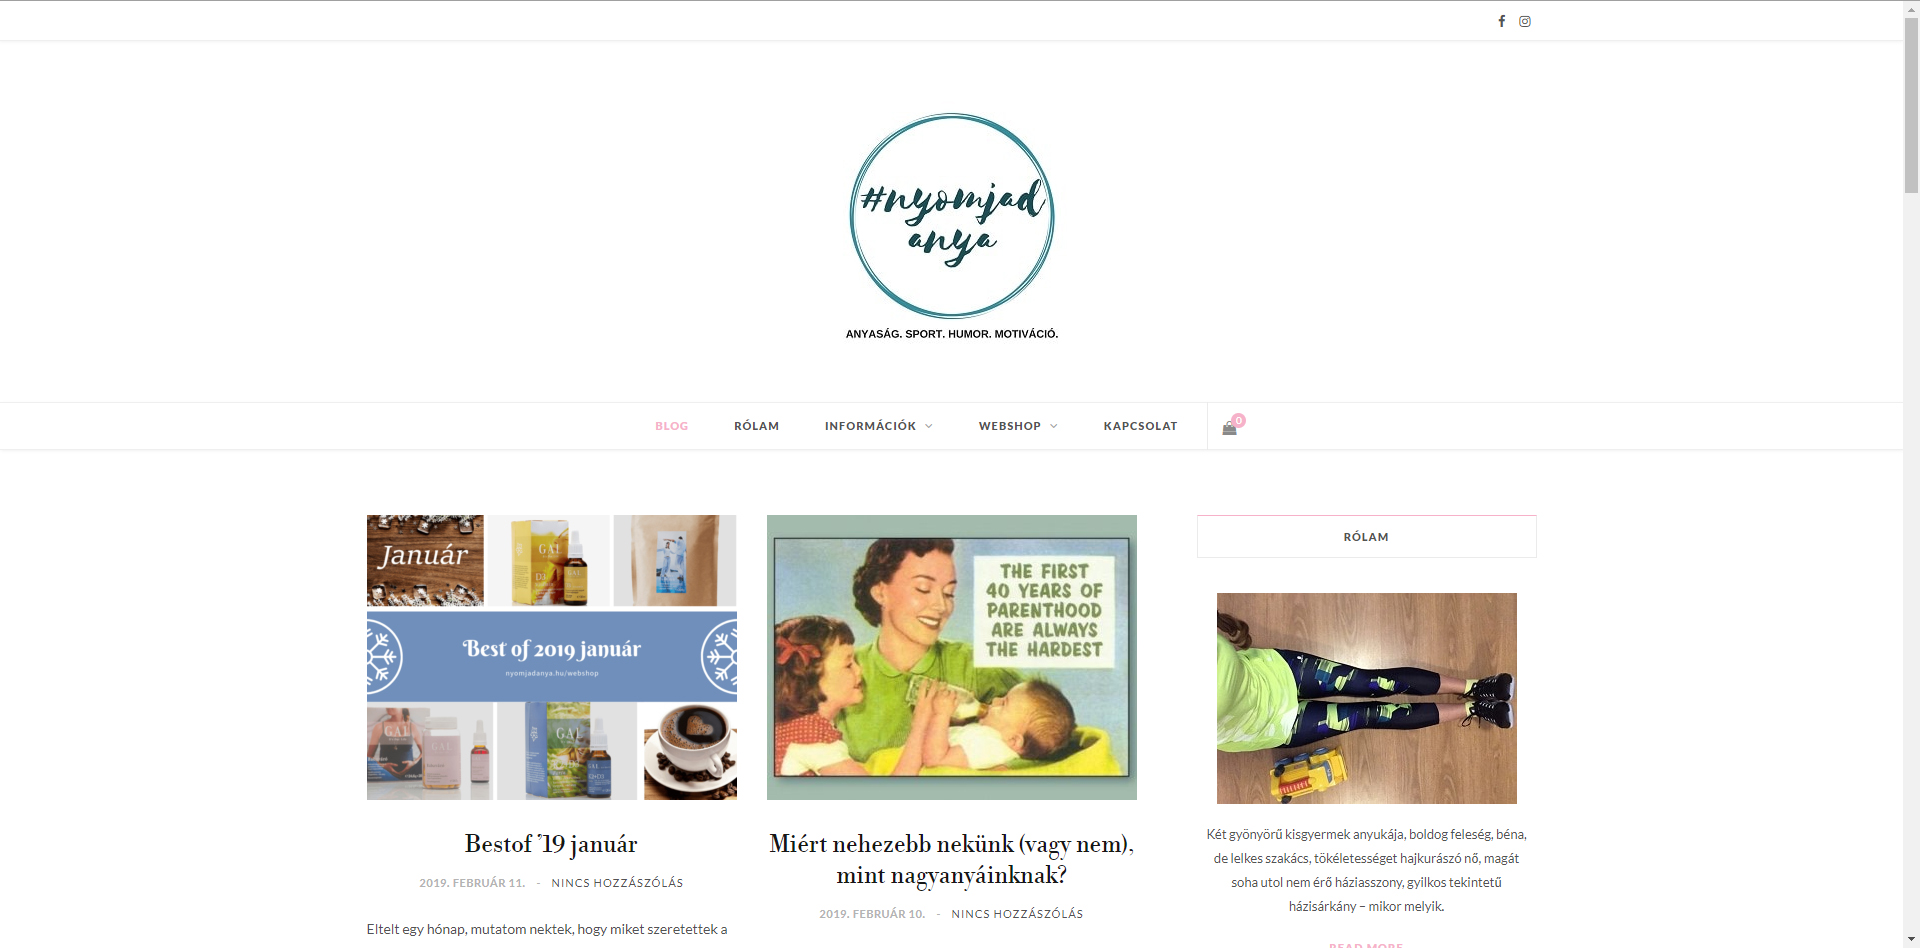 #nyomjad
anya
ANYASÁG. SPORT. HUMOR. MOTIVÁCIÓ.
BLOG
RÓLAM
INFORMÁCIÓK
WEBSHOP
KAPCSOLAT
0
Január
GAL
Best of 2019 január
nyomjadanya.hu/webshop
GAL
GAL
Bestof '19 január
2019. FEBRUÁR 11. - NINCS HOZZÁSZÓLÁS
Eltelt egy hónap, mutatom nektek, hogy miket szeretettek a
THE FIRST
40 YEARS OF
PARENTHOOD
ARE ALWAYS
THE HARDEST
Miért nehezebb nekünk (vagy nem),
mint nagyanyáinknak?
2019. FEBRUÁR 10. - NINCS HOZZÁSZÓLÁS
RÓLAM
Két gyönyörű kisgyermek anyukája, boldog feleség, béna,
de lelkes szakács, tökéletességet hajkurászó nő, magát
soha utol nem érő háziasszony, gyilkos tekintetű
házisárkány – mikor melyik.
READ MORE